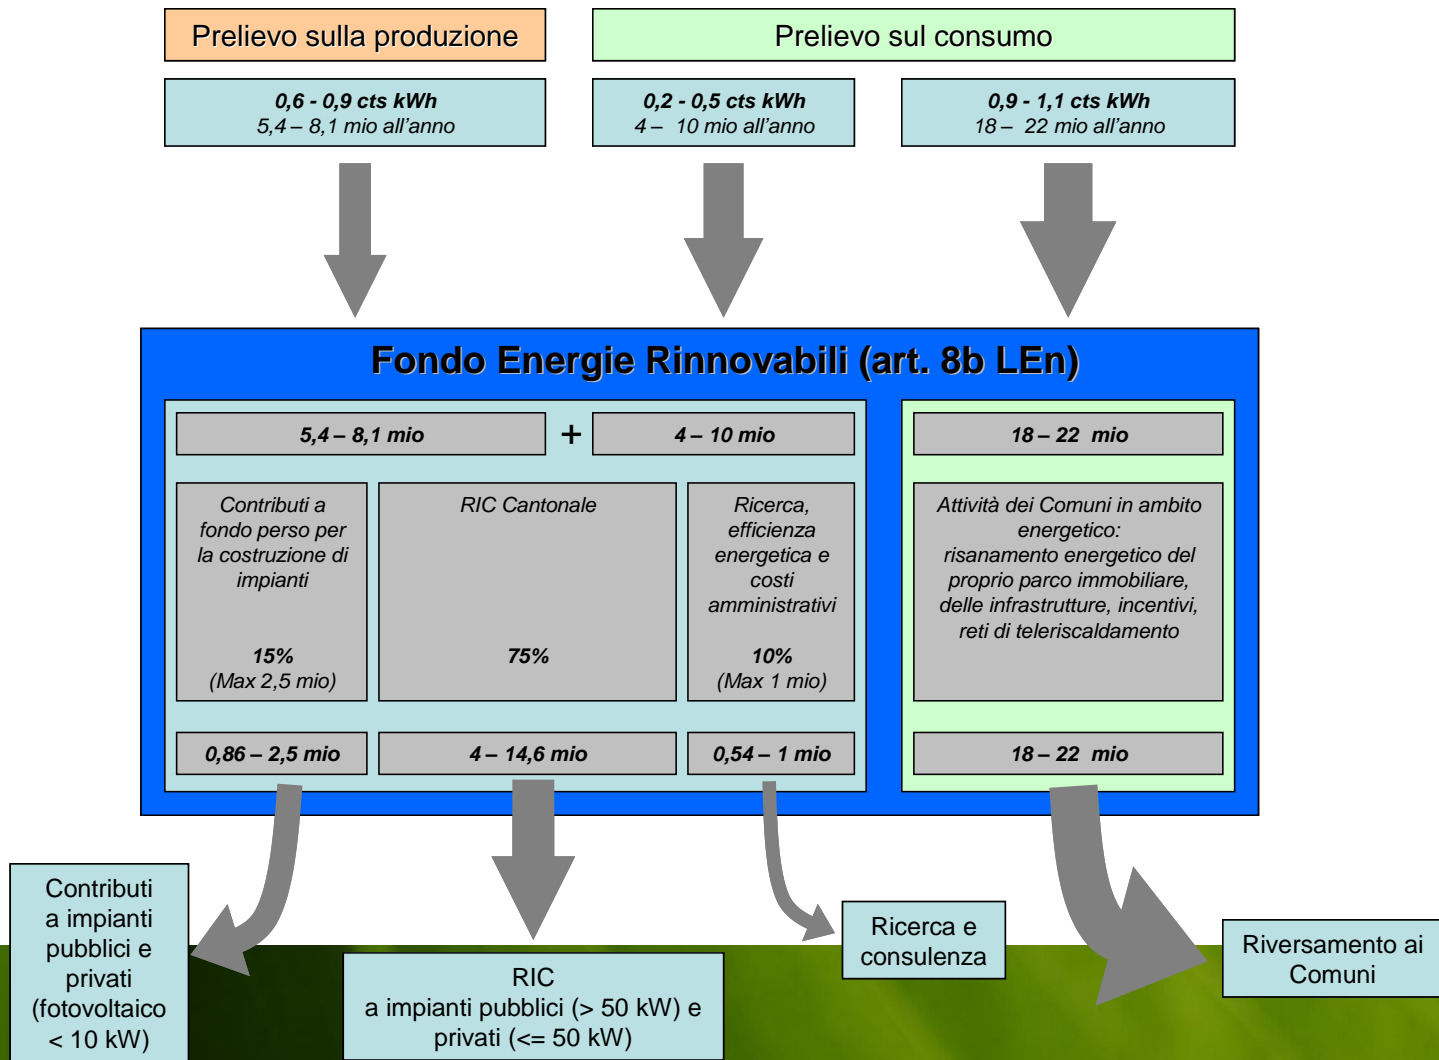 Prelievo sulla produzione
Prelievo sul consumo
0,6 - 0,9 cts kWh
5,4 – 8,1 mio all’anno
0,2 - 0,5 cts kWh
4 – 10 mio all’anno
0,9 - 1,1 cts kWh
18 – 22 mio all’anno
Fondo Energie Rinnovabili (art. 8b LEn)
5,4 – 8,1 mio
+
4 – 10 mio
18 – 22 mio
Contributi a
fondo perso per
la costruzione di
impianti
15%
(Max 2,5 mio)
RIC Cantonale
75%
Ricerca,
efficienza
energetica e
costi
amministrativi
10%
(Max 1 mio)
Attività dei Comuni in ambito
energetico:
risanamento energetico del
proprio parco immobiliare,
delle infrastrutture, incentivi,
reti di teleriscaldamento
0,86 – 2,5 mio
4 – 14,6 mio
0,54 – 1 mio
18 – 22 mio
Contributi
a impianti
pubblici e
privati
(fotovoltaico
< 10 kW)
RIC
a impianti pubblici (> 50 kW) e
privati (<= 50 kW)
Ricerca e
consulenza
Riversamento ai
Comuni